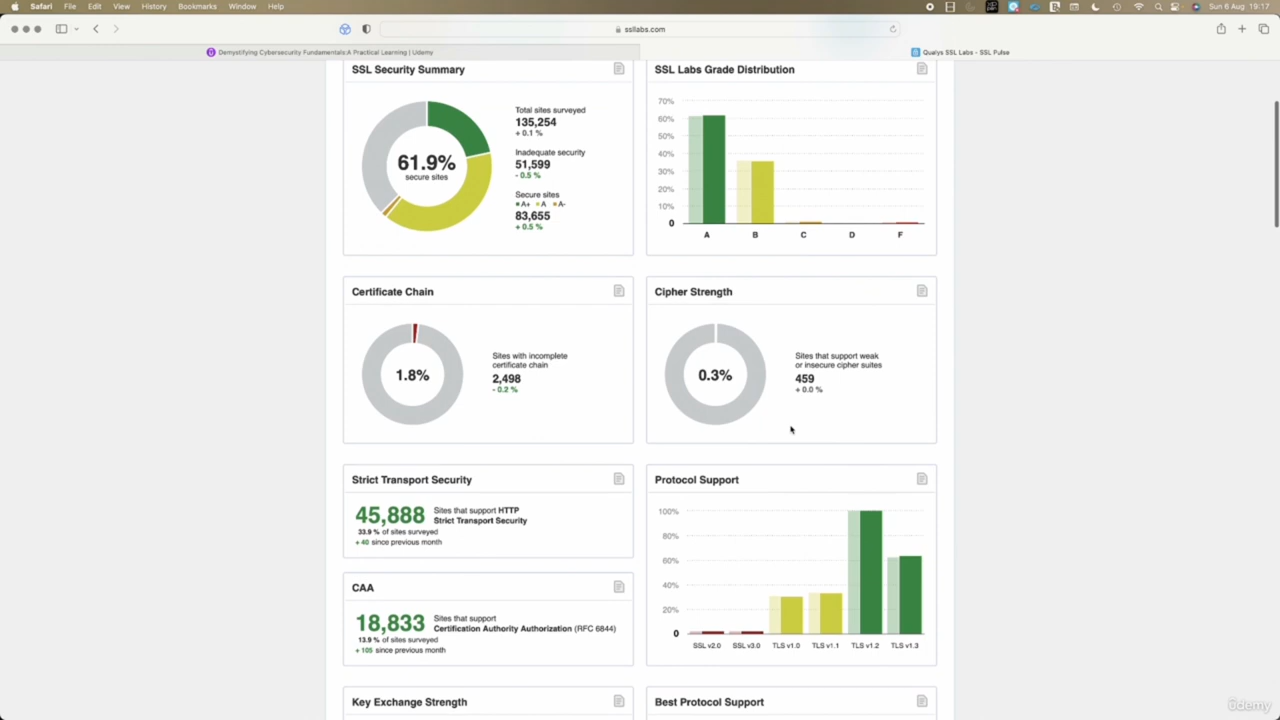 Safari File Edit View History Bookmarks Window Help Sun 6 Aug 19:17
ssllabs.com
Demystifying Cybersecurity Fundamentals:A Practical Learning | Udemy
Qualys SSL Labs - SSL Pulse
SSL Security Summary
61.9%
secure sites
Total sites surveyed
135,254
+ 0.1 %
Inadequate security
51,599
- 0.5 %
Secure sites
A+ A A-
83,655
+ 0.5 %
SSL Labs Grade Distribution
70%
60%
50%
40%
30%
20%
10%
0
A B C D F
Certificate Chain
1.8%
Sites with incomplete
certificate chain
2,498
- 0.2 %
Cipher Strength
0.3%
Sites that support weak
or insecure cipher suites
459
+ 0.0 %
Strict Transport Security
45,888 Sites that support HTTP
Strict Transport Security
33.9 % of sites surveyed
+ 40 since previous month
CAA
18,833 Sites that support
Certification Authority Authorization (RFC 6844)
13.9 % of sites surveyed
+ 105 since previous month
Protocol Support
100%
80%
60%
40%
20%
0
SSL v2.0 SSL v3.0 TLS v1.0 TLS v1.1 TLS v1.2 TLS v1.3
Key Exchange Strength
Best Protocol Support
ûdemy